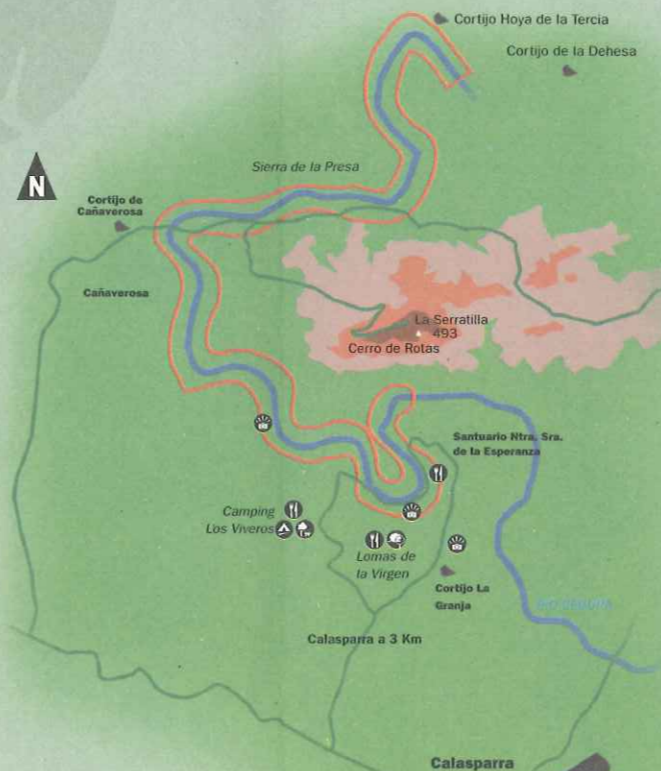 Cortijo Hoya de la Tercia
Cortijo de la Dehesa
Sierra de la Presa
N
Cortijo de
Cañaverosa
Cañaverosa
La Serratilla
493
Cerro de Rotas
Santuario Ntra. Sra.
de la Esperanza
Camping
Los Viveros
Lomas de
la Virgen
Cortijo La
Granja
RIO SEGURA
Calasparra a 3 Km
Calasparra